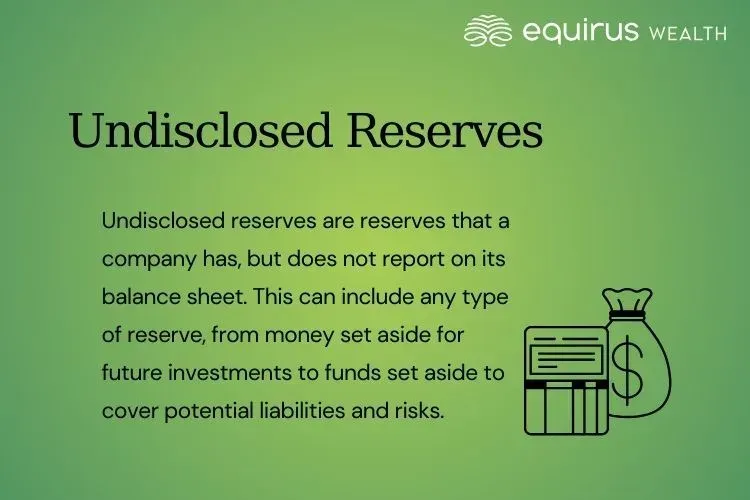 equirus WEALTH
Undisclosed Reserves
Undisclosed reserves are reserves that a
company has, but does not report on its
balance sheet. This can include any type
of reserve, from money set aside for
future investments to funds set aside to
cover potential liabilities and risks.
$